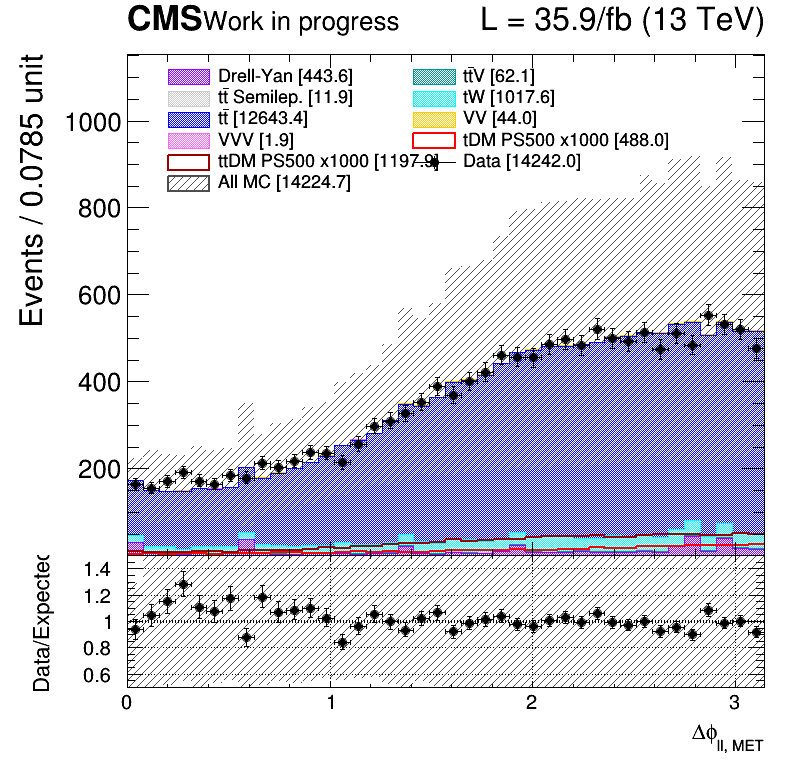 CMS Work in progress L = 35.9/fb (13 TeV)
Events / 0.0785 unit
1000
800
600
400
200
Drell-Yan [443.6]
tt̄V [62.1]
tt̄ Semilep. [11.9]
tW [1017.6]
tt̄ [12643.4]
VV [44.0]
VVV [1.9]
tDM PS500 x1000 [488.0]
ttDM PS500 x1000 [1197.9]
Data [14242.0]
All MC [14224.7]
Data/Expected
1.4
1.2
1
0.8
0.6
0 1 2 3
Δϕll, MET